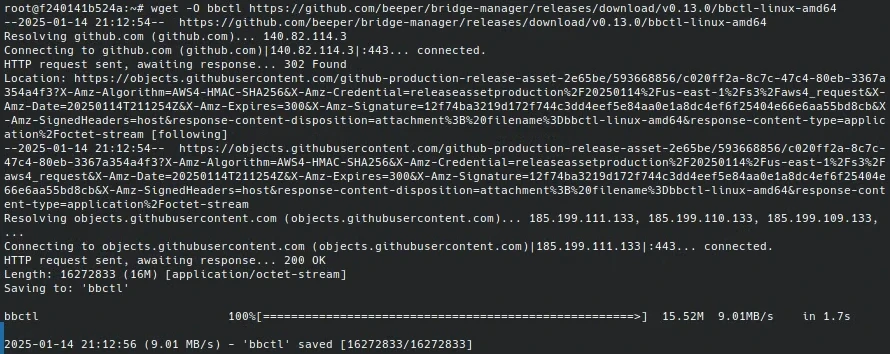 root@f240141b524a:~# wget -O bbctl https://github.com/beeper/bridge-manager/releases/download/v0.13.0/bbctl-linux-amd64
--2025-01-14 21:12:54--  https://github.com/beeper/bridge-manager/releases/download/v0.13.0/bbctl-linux-amd64
Resolving github.com (github.com)... 140.82.114.3
Connecting to github.com (github.com)|140.82.114.3|:443... connected.
HTTP request sent, awaiting response... 302 Found
Location: https://objects.githubusercontent.com/github-production-release-asset-2e65be/593668856/c020ff2a-8c7c-47c4-80eb-3367a
354a4f3?X-Amz-Algorithm=AWS4-HMAC-SHA256&X-Amz-Credential=releaseassetproduction%2F20250114%2Fus-east-1%2Fs3%2Faws4_request&X-
Amz-Date=20250114T211254Z&X-Amz-Expires=300&X-Amz-Signature=12f74ba3219d172f744c3dd4eef5e84aa0e1a8dc4ef6f25404e66e6aa55bd8cb&X
-Amz-SignedHeaders=host&response-content-disposition=attachment%3B%20filename%3Dbbctl-linux-amd64&response-content-type=applic
ation%2Foctet-stream [following]
--2025-01-14 21:12:54--  https://objects.githubusercontent.com/github-production-release-asset-2e65be/593668856/c020ff2a-8c7c-
47c4-80eb-3367a354a4f3?X-Amz-Algorithm=AWS4-HMAC-SHA256&X-Amz-Credential=releaseassetproduction%2F20250114%2Fus-east-1%2Fs3%2F
aws4_request&X-Amz-Date=20250114T211254Z&X-Amz-Expires=300&X-Amz-Signature=12f74ba3219d172f744c3dd4eef5e84aa0e1a8dc4ef6f25404e
66e6aa55bd8cb&X-Amz-SignedHeaders=host&response-content-disposition=attachment%3B%20filename%3Dbbctl-linux-amd64&response-cont
ent-type=application%2Foctet-stream
Resolving objects.githubusercontent.com (objects.githubusercontent.com)... 185.199.111.133, 185.199.110.133, 185.199.109.133,
...
Connecting to objects.githubusercontent.com (objects.githubusercontent.com)|185.199.111.133|:443... connected.
HTTP request sent, awaiting response... 200 OK
Length: 16272833 (16M) [application/octet-stream]
Saving to: 'bbctl'
bbctl                            100%[=====================================================>]  15.52M  9.01MB/s    in 1.7s
2025-01-14 21:12:56 (9.01 MB/s) - 'bbctl' saved [16272833/16272833]